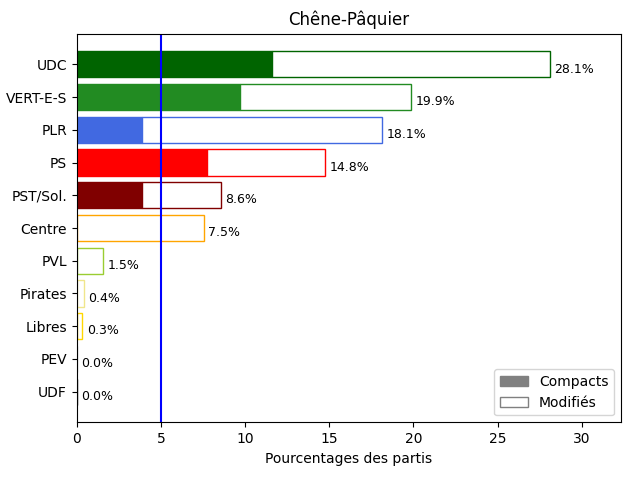 Chêne-Pâquier
UDC
28.1%
VERT-E-S
19.9%
PLR
18.1%
PS
14.8%
PST/Sol.
8.6%
Centre
7.5%
PVL
1.5%
Pirates
0.4%
Libres
0.3%
PEV
0.0%
UDF
0.0%
Compacts
Modifiés
0 5 10 15 20 25 30
Pourcentages des partis